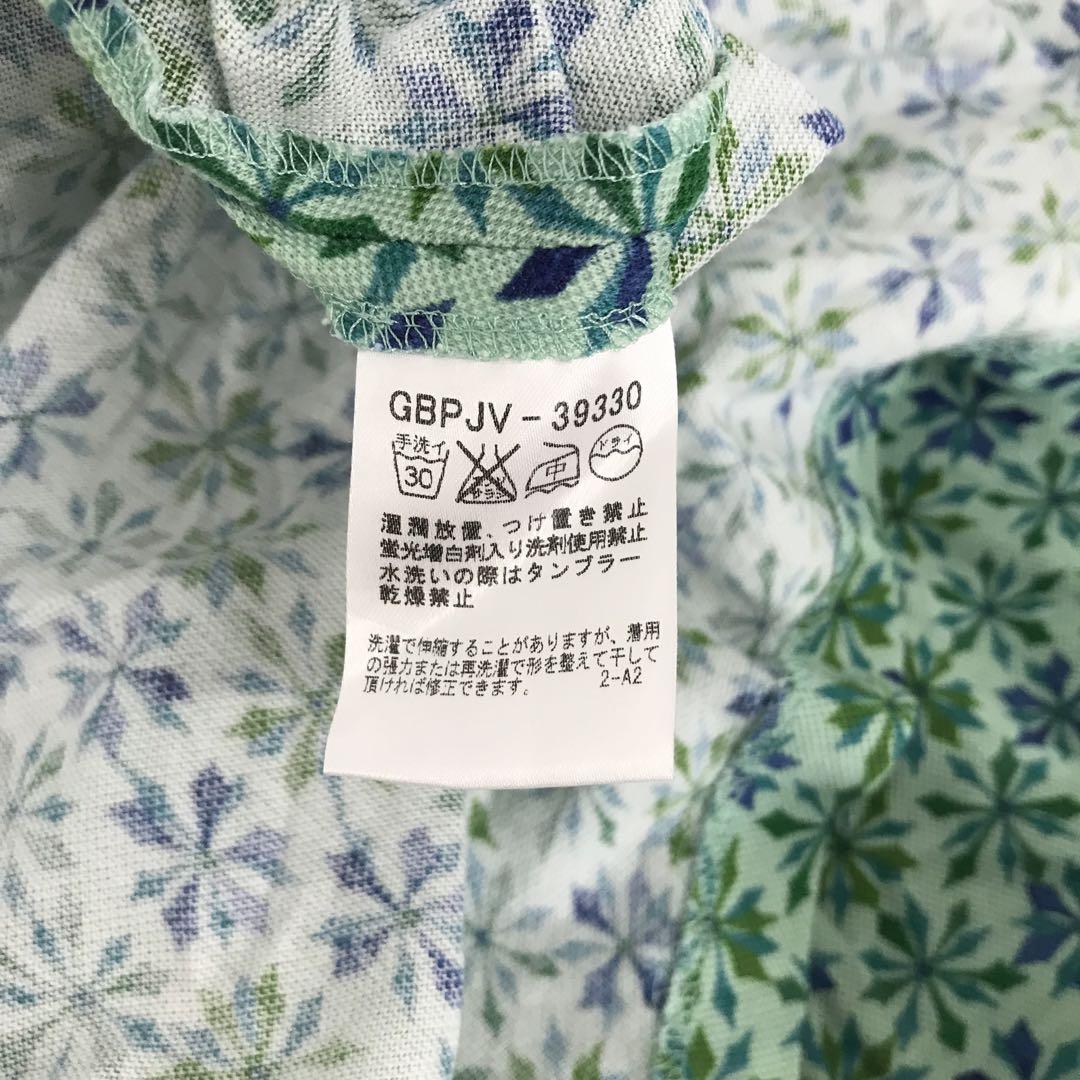 GBPJV-39330
手洗イ 中 ドライ
30 サラシ
湿潤放置、つけ置き禁止
蛍光増白剤入り洗剤使用禁止
水洗いの際はタンブラー
乾燥禁止
洗濯で伸縮することがありますが、着用
の張力または再洗濯で形を整えて干して
頂ければ修正できます。 2-A2